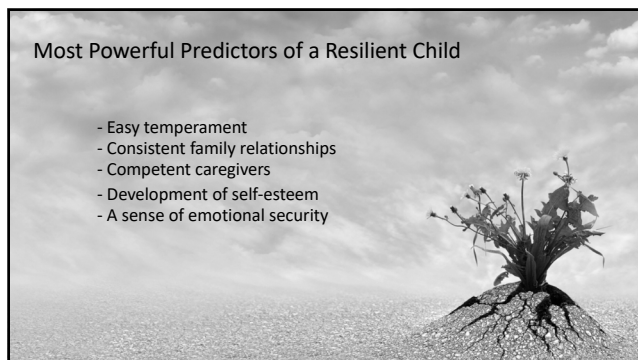 Most Powerful Predictors of a Resilient Child
- Easy temperament
- Consistent family relationships
- Competent caregivers
- Development of self-esteem
- A sense of emotional security